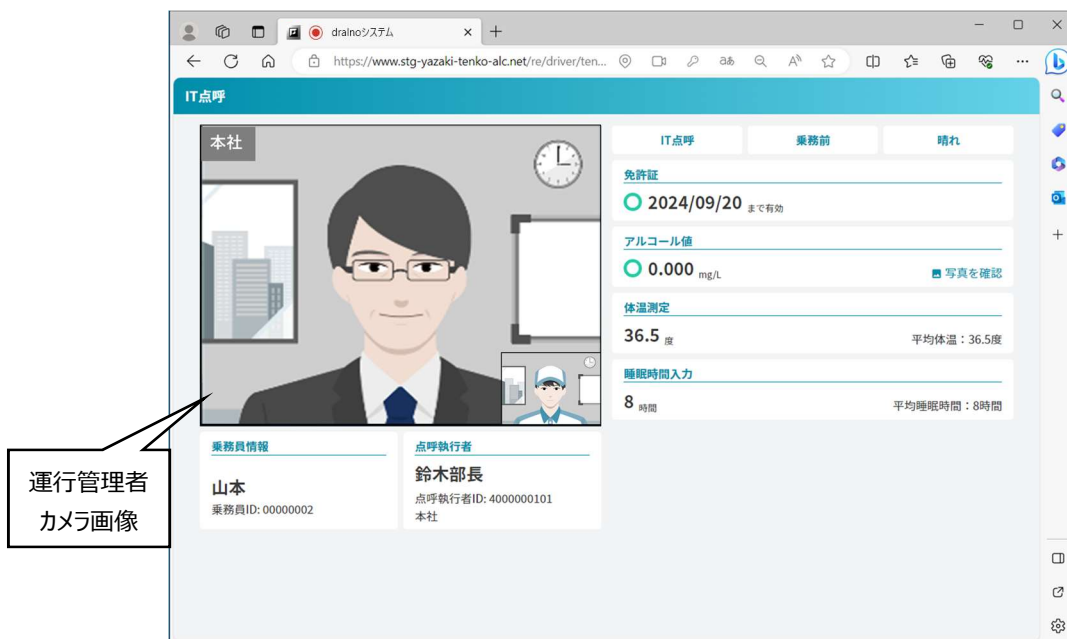 dralnoシステム
https://www.stg-yazaki-tenko-alc.net/re/driver/ten...
IT点呼
本社
IT点呼
乗務前
晴れ
免許証
2024/09/20 まで有効
アルコール値
0.000 mg/L
写真を確認
体温測定
36.5 度
平均体温：36.5度
睡眠時間入力
8 時間
平均睡眠時間：8時間
乗務員情報
山本
乗務員ID: 00000002
点呼執行者
鈴木部長
点呼執行者ID: 4000000101
本社
運行管理者
カメラ画像